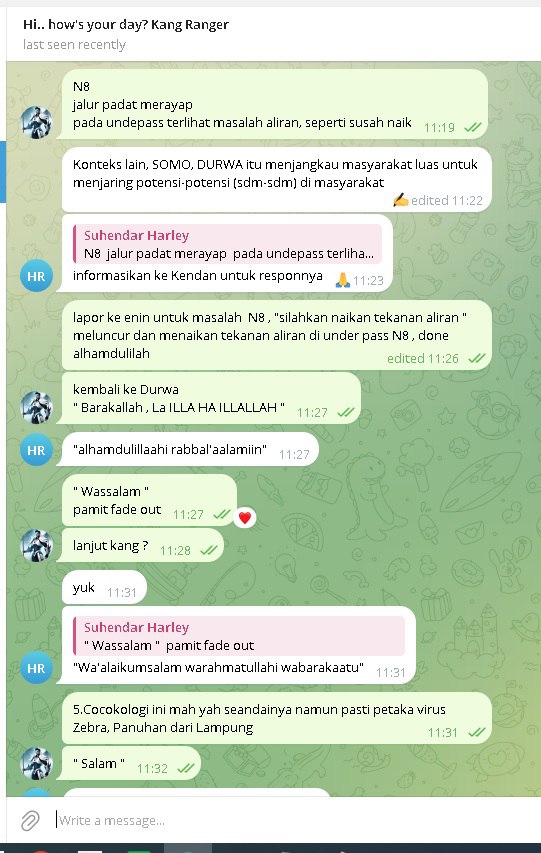 Hi.. how's your day? Kang Ranger
last seen recently
N8
jalur padat merayap
pada undepass terlihat masalah aliran, seperti susah naik
11:19
Konteks lain, SOMO, DURWA itu menjangkau masyarakat luas untuk
menjaring potensi-potensi (sdm-sdm) di masyarakat
✍️ edited 11:22
Suhendar Harley
N8 jalur padat merayap pada undepass terliha...
HR
informasikan ke Kendan untuk responnya 🙏 11:23
lapor ke enin untuk masalah N8 , "silahkan naikan tekanan aliran "
meluncur dan menaikan tekanan aliran di under pass N8 , done
alhamdulilah
edited 11:26
kembali ke Durwa
" Barakallah , La ILLA HA ILLALLAH "
11:27
HR
"alhamdulillaahi rabbal'aalamiin" 11:27
" Wassalam "
pamit fade out 11:27
lanjut kang ? 11:28
yuk 11:31
Suhendar Harley
" Wassalam " pamit fade out
HR
"Wa'alaikumsalam warahmatullahi wabarakaatu" 11:31
5.Cocokologi ini mah yah seandainya namun pasti petaka virus
Zebra, Panuhan dari Lampung
11:31
" Salam " 11:32
Write a message...